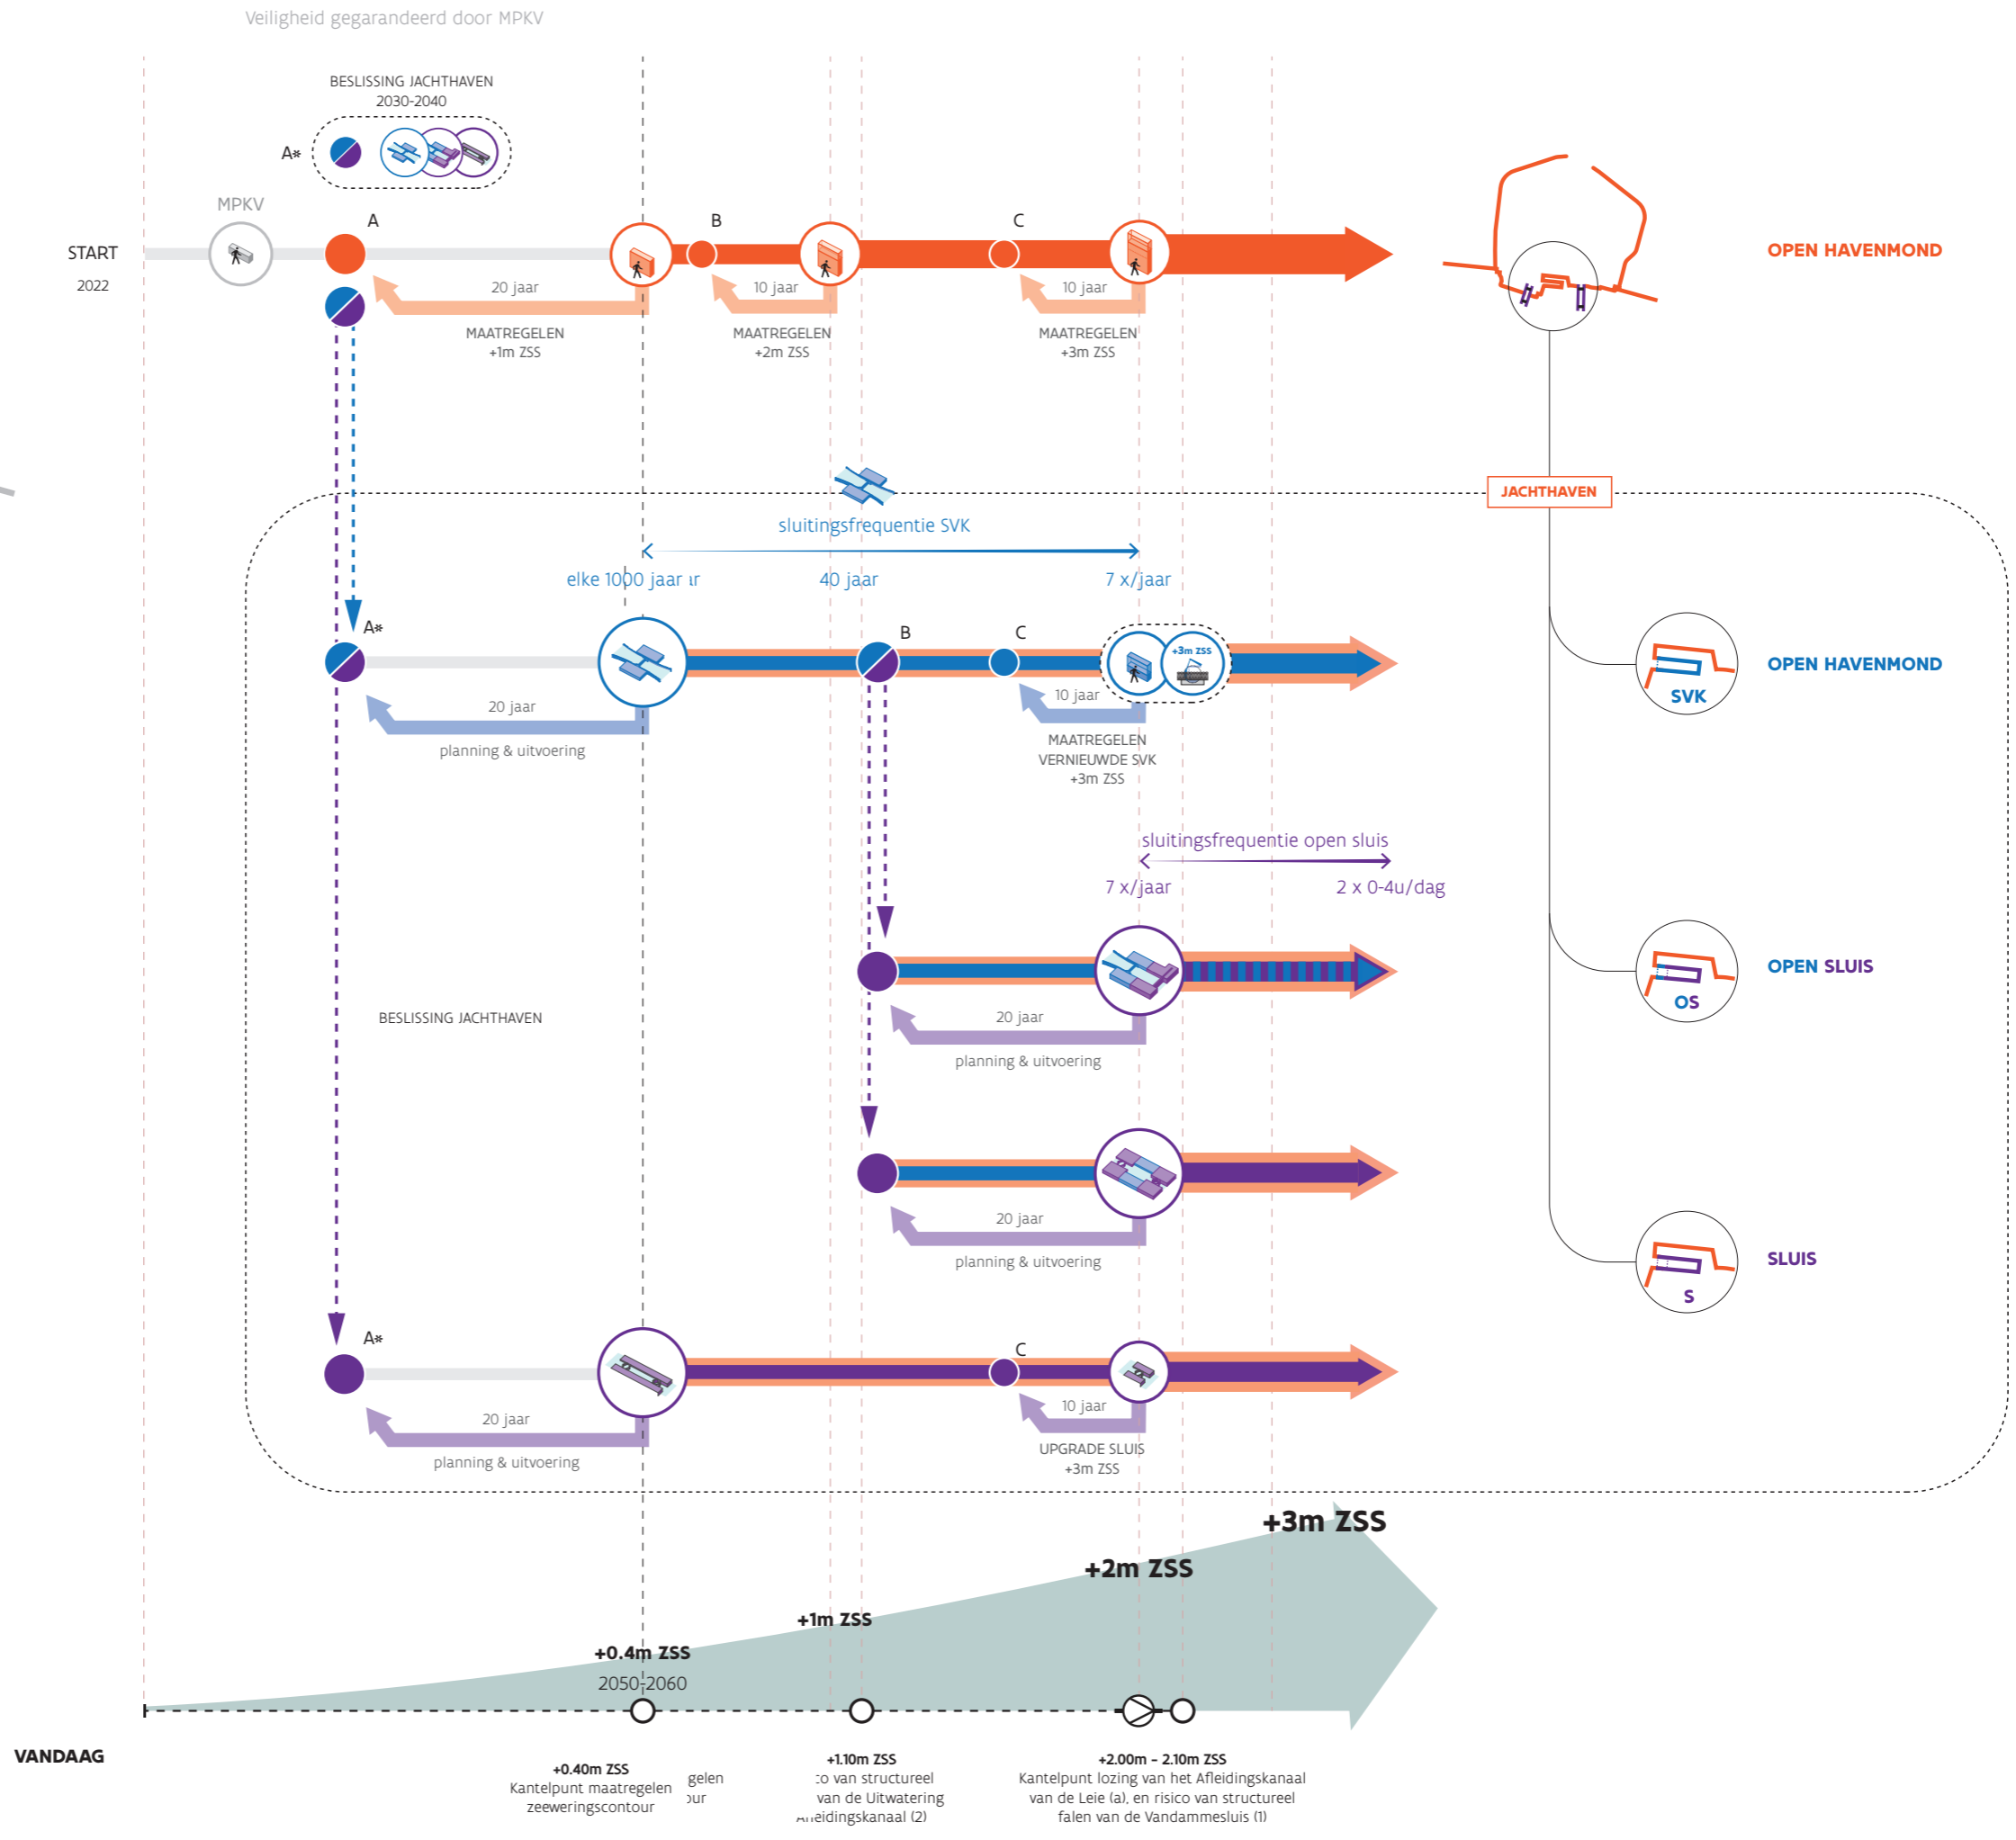 Veiligheid gegarandeerd door MPKV
BESLISSING JACHTHAVEN
2030-2040
A*
MPKV
A
B
C
START
2022
OPEN HAVENMOND
20 jaar
10 jaar
10 jaar
MAATREGELEN
+1m ZSS
MAATREGELEN
+2m ZSS
MAATREGELEN
+3m ZSS
JACHTHAVEN
sluitingsfrequentie SVK
elke 1000 jaar
40 jaar
7 x/jaar
A*
B
C
+3m ZSS
OPEN HAVENMOND
SVK
20 jaar
planning & uitvoering
10 jaar
MAATREGELEN
VERNIEUWDE SVK
+3m ZSS
sluitingsfrequentie open sluis
7 x/jaar
2 x 0-4u/dag
OPEN SLUIS
OS
20 jaar
planning & uitvoering
BESLISSING JACHTHAVEN
20 jaar
planning & uitvoering
SLUIS
S
A*
C
20 jaar
planning & uitvoering
10 jaar
UPGRADE SLUIS
+3m ZSS
+3m ZSS
+2m ZSS
+1m ZSS
+0.4m ZSS
2050-2060
VANDAAG
+0.40m ZSS
Kantelpunt maatregelen
zeeweringscontour
gelen
+1.10m ZSS
van structureel
van de Uitwatering
(2)
+2.00m - 2.10m ZSS
Kantelpunt lozing van het Afleidingskanaal
van de Leie (a), en risico van structureel
falen van de Vandammesluis (1)